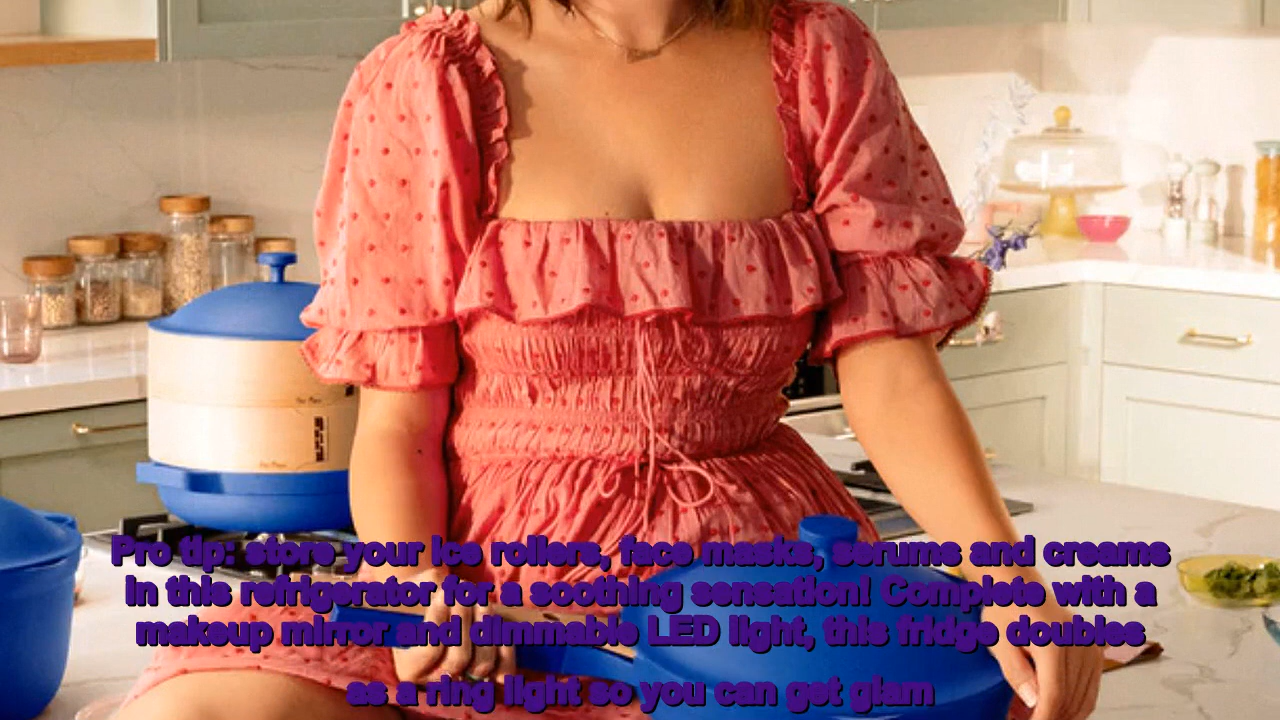 Pro tip: store your ice rollers, face masks, serums and creams
in this refrigerator for a soothing sensation! Complete with a
makeup mirror and dimmable LED light, this fridge doubles
as a ring light so you can get glam